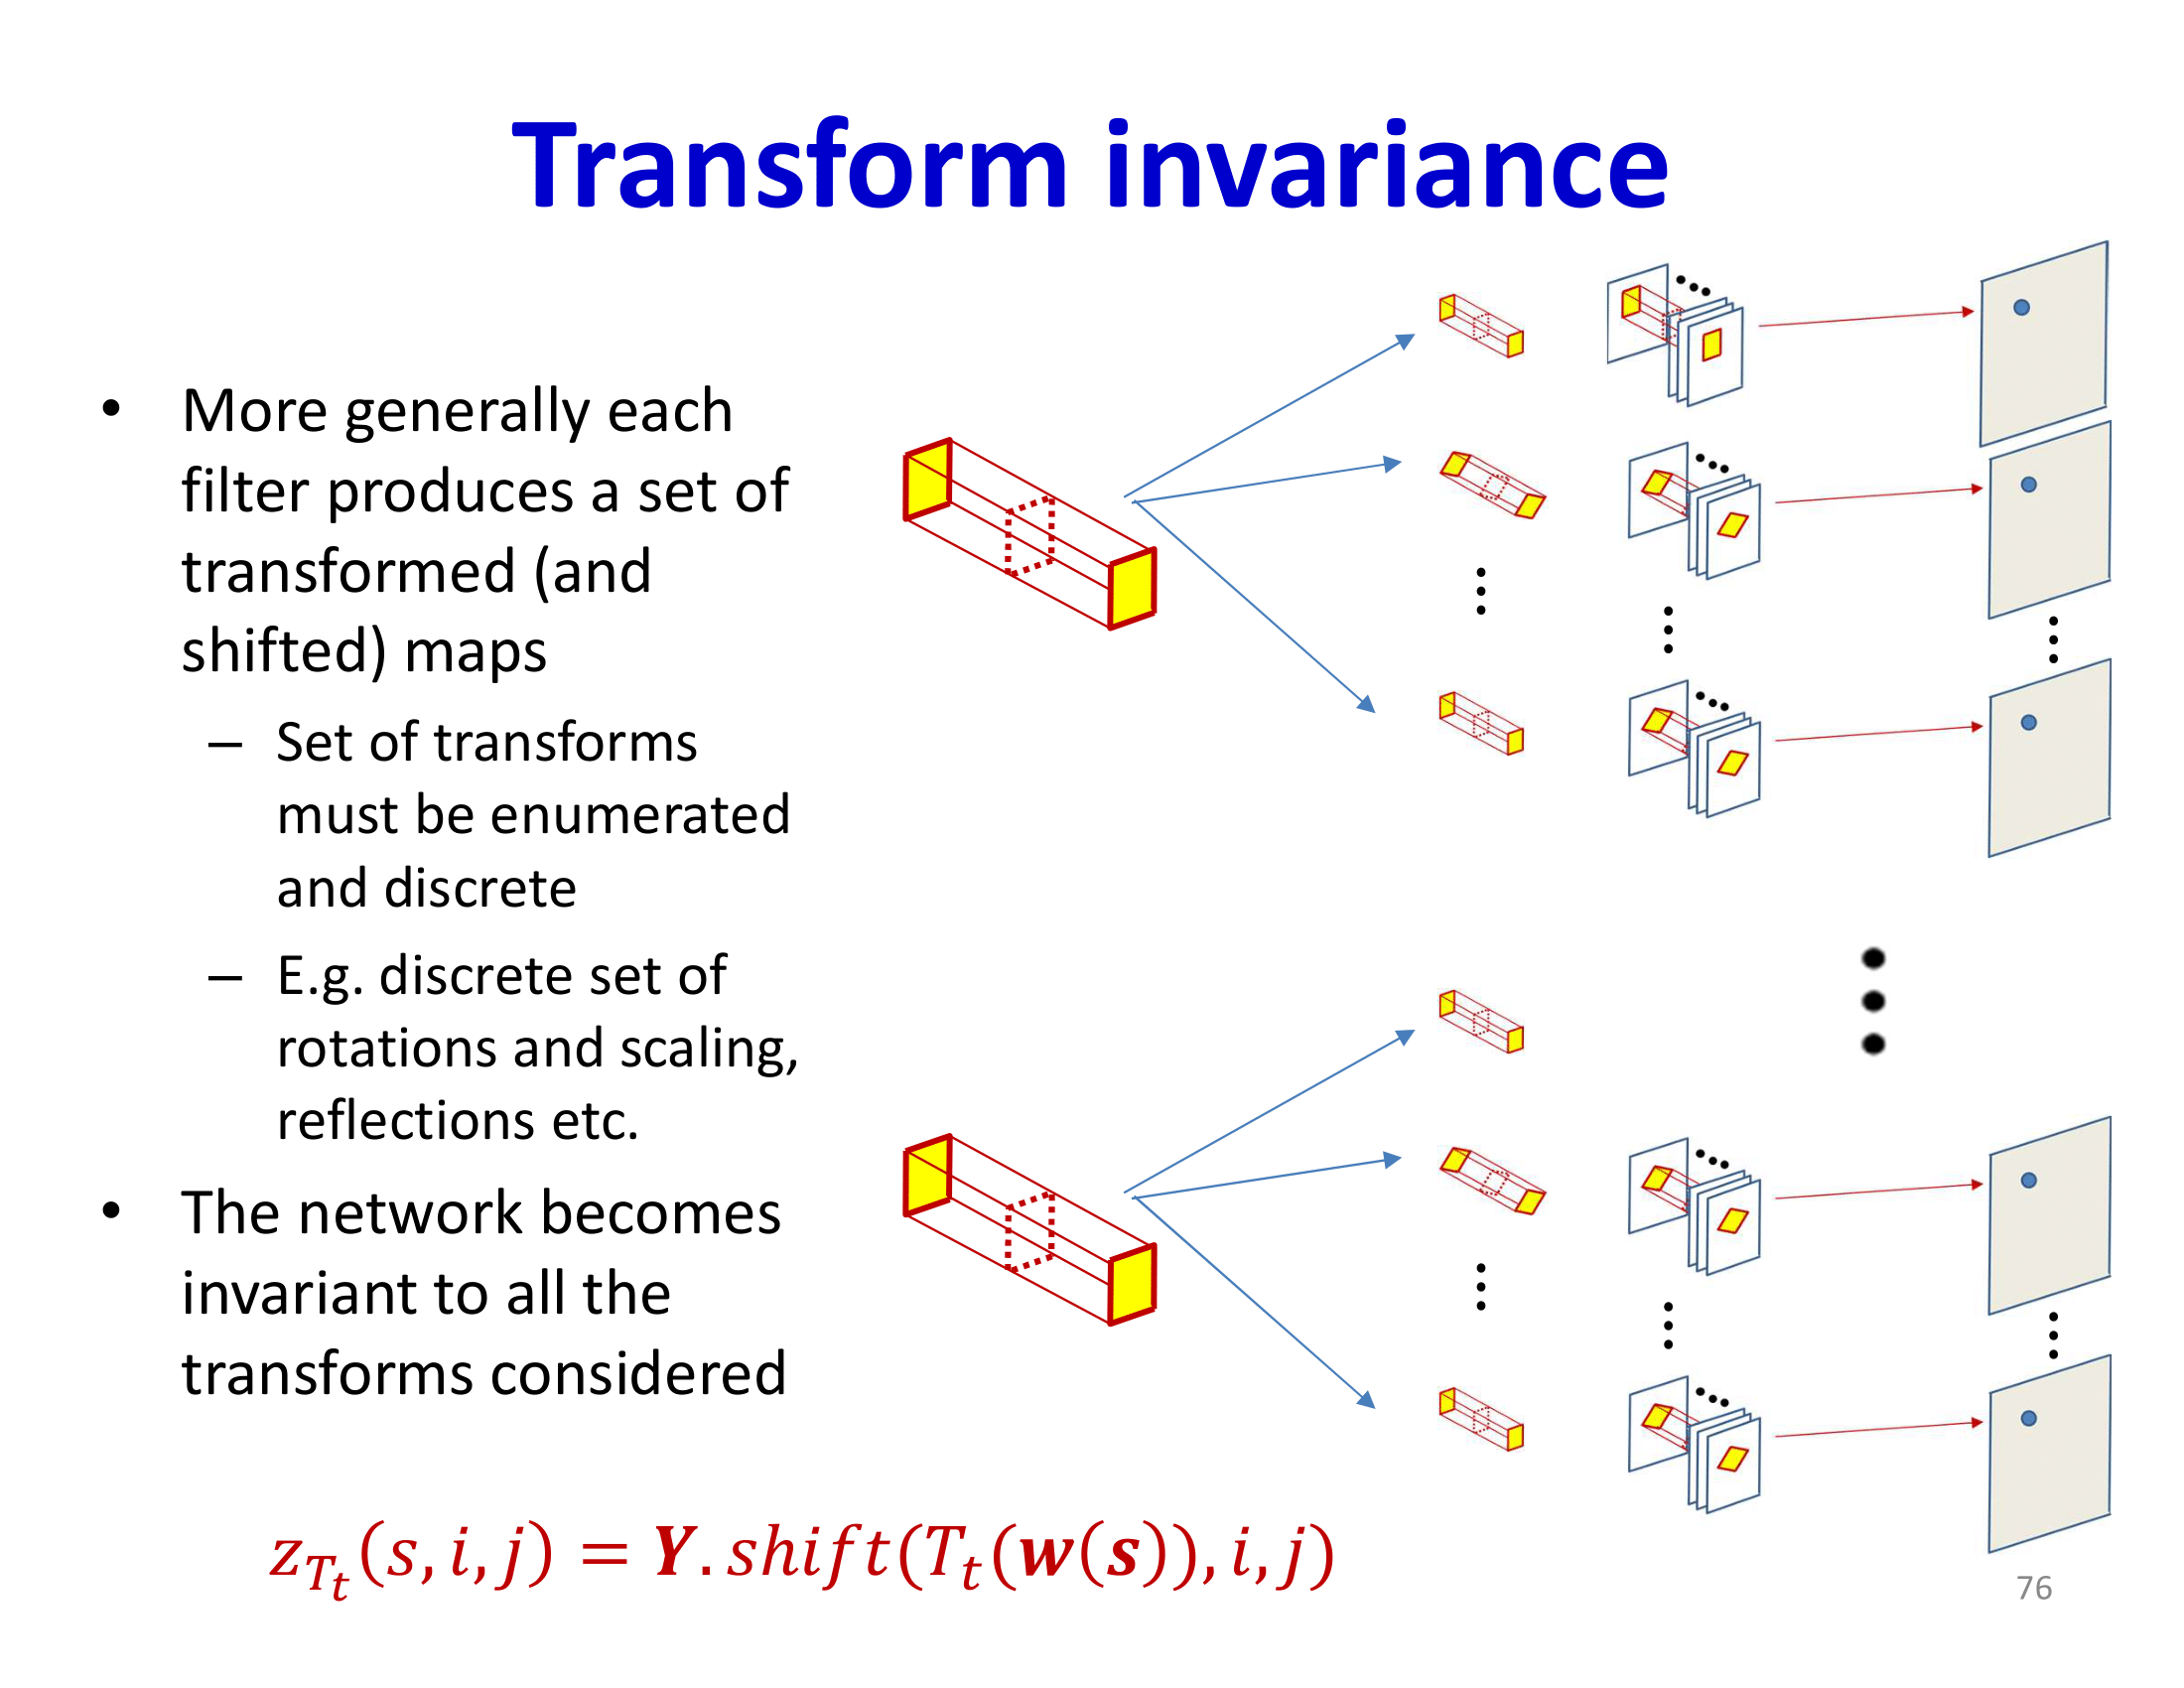 Transform invariance
• More generally each
filter produces a set of
transformed (and
shifted) maps
– Set of transforms
must be enumerated
and discrete
– E.g. discrete set of
rotations and scaling,
reflections etc.
• The network becomes
invariant to all the
transforms considered
$z_{T_t}(s, i, j) = \boldsymbol{Y}.shift(T_t(\boldsymbol{w}(\boldsymbol{s})), i, j)$
76